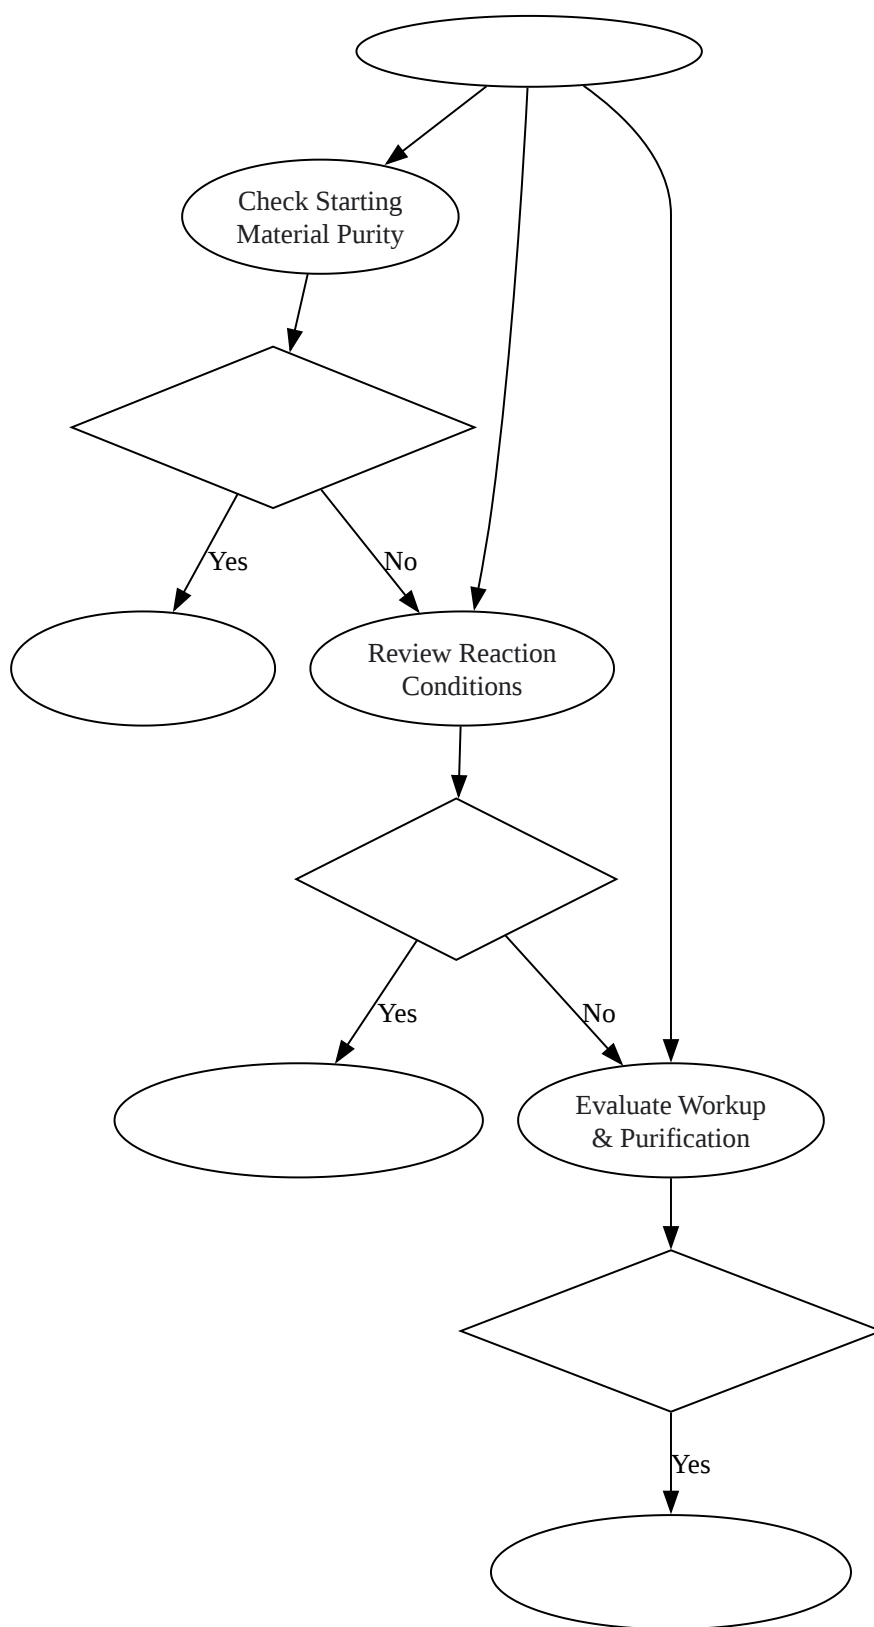 Check Starting
Material Purity
Yes
No
Review Reaction
Conditions
Yes
No
Evaluate Workup
& Purification
Yes